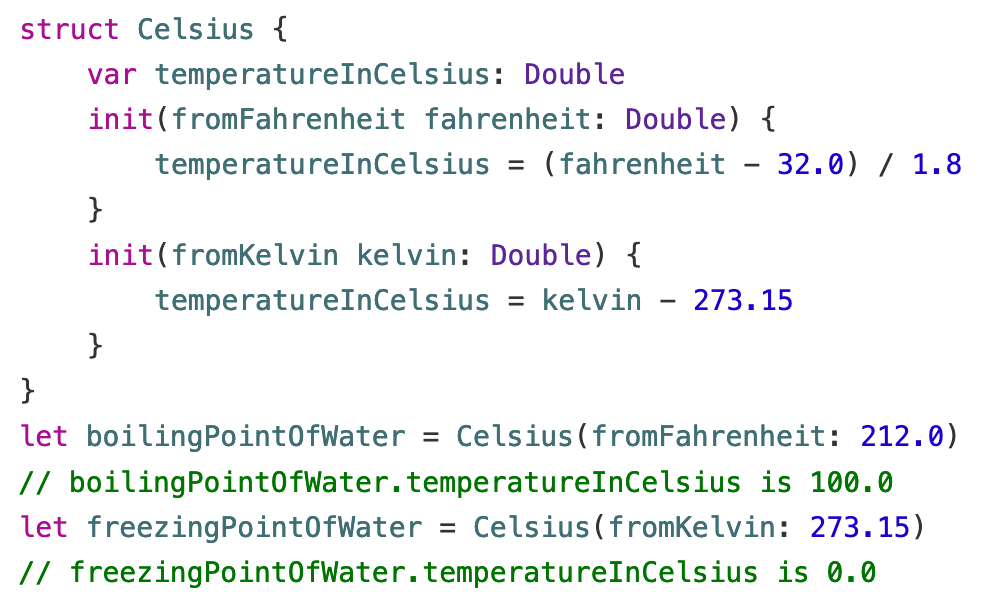 struct Celsius {
    var temperatureInCelsius: Double
    init(fromFahrenheit fahrenheit: Double) {
        temperatureInCelsius = (fahrenheit - 32.0) / 1.8
    }
    init(fromKelvin kelvin: Double) {
        temperatureInCelsius = kelvin - 273.15
    }
}
let boilingPointOfWater = Celsius(fromFahrenheit: 212.0)
// boilingPointOfWater.temperatureInCelsius is 100.0
let freezingPointOfWater = Celsius(fromKelvin: 273.15)
// freezingPointOfWater.temperatureInCelsius is 0.0